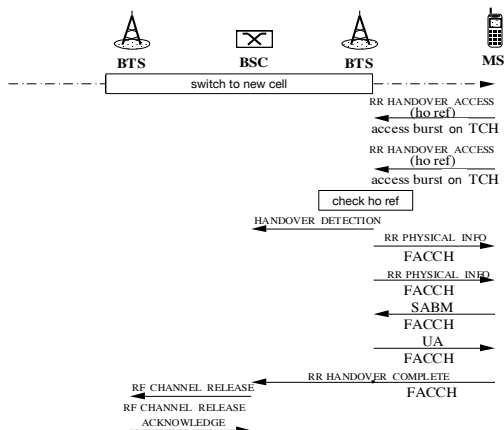 BTS BSC BTS MS
switch to new cell
RR HANDOVER ACCESS
(ho ref)
access burst on TCH
RR HANDOVER ACCESS
(ho ref)
access burst on TCH
check ho ref
HANDOVER DETECTION
RR PHYSICAL INFO
FACCH
RR PHYSICAL INFO
FACCH
SABM
FACCH
UA
FACCH
RR HANDOVER COMPLETE
FACCH
RF CHANNEL RELEASE
RF CHANNEL RELEASE
ACKNOWLEDGE